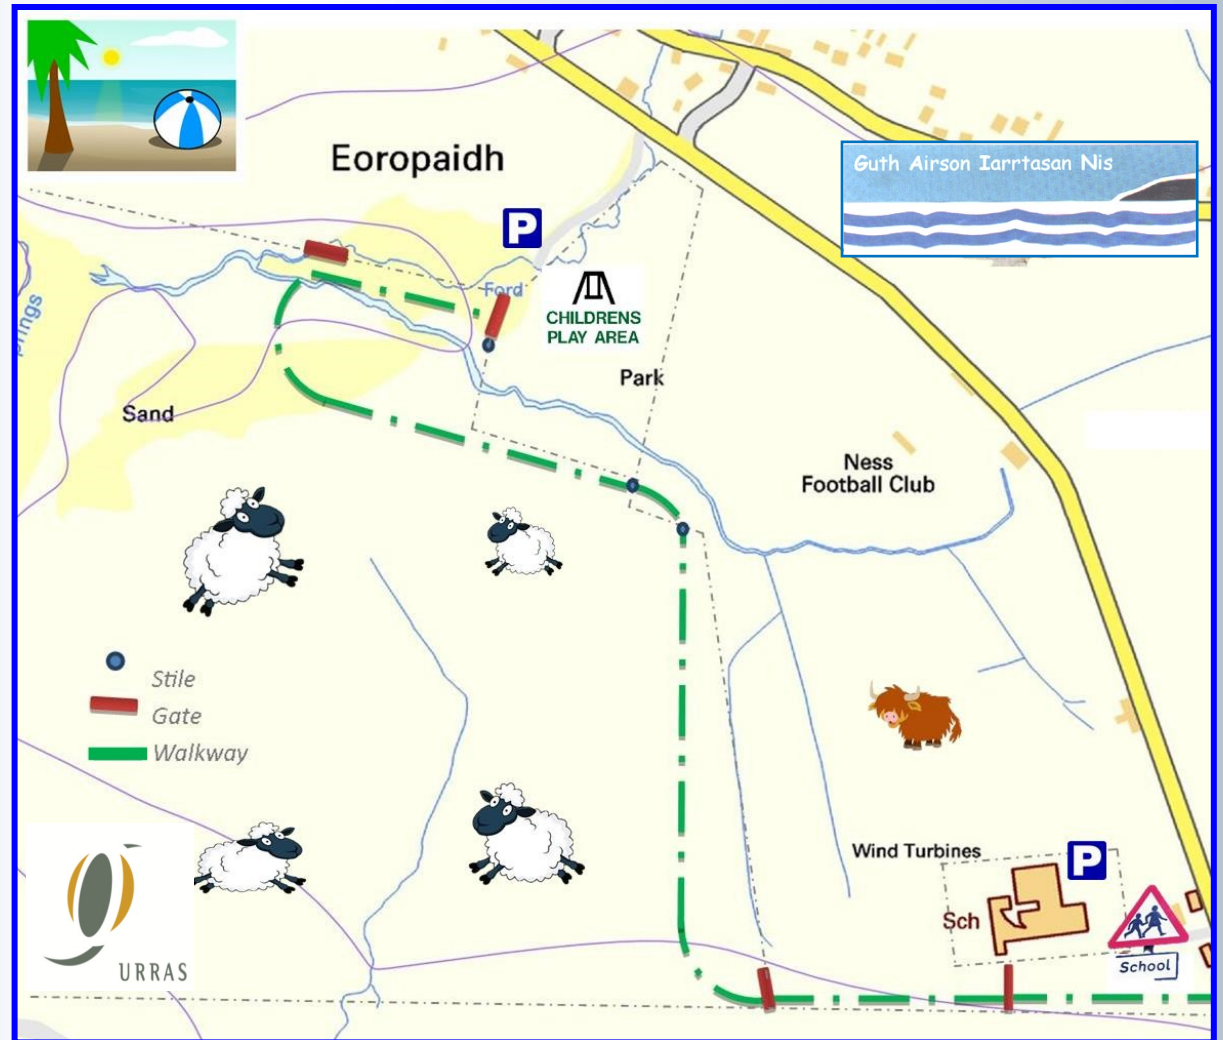 Eoropaidh
Guth Airson Iarrtasan Nis
P
Ford
CHILDRENS
PLAY AREA
Park
Sand
Ness
Football Club
Stile
Gate
Walkway
Wind Turbines
P
Sch
School
URRAS